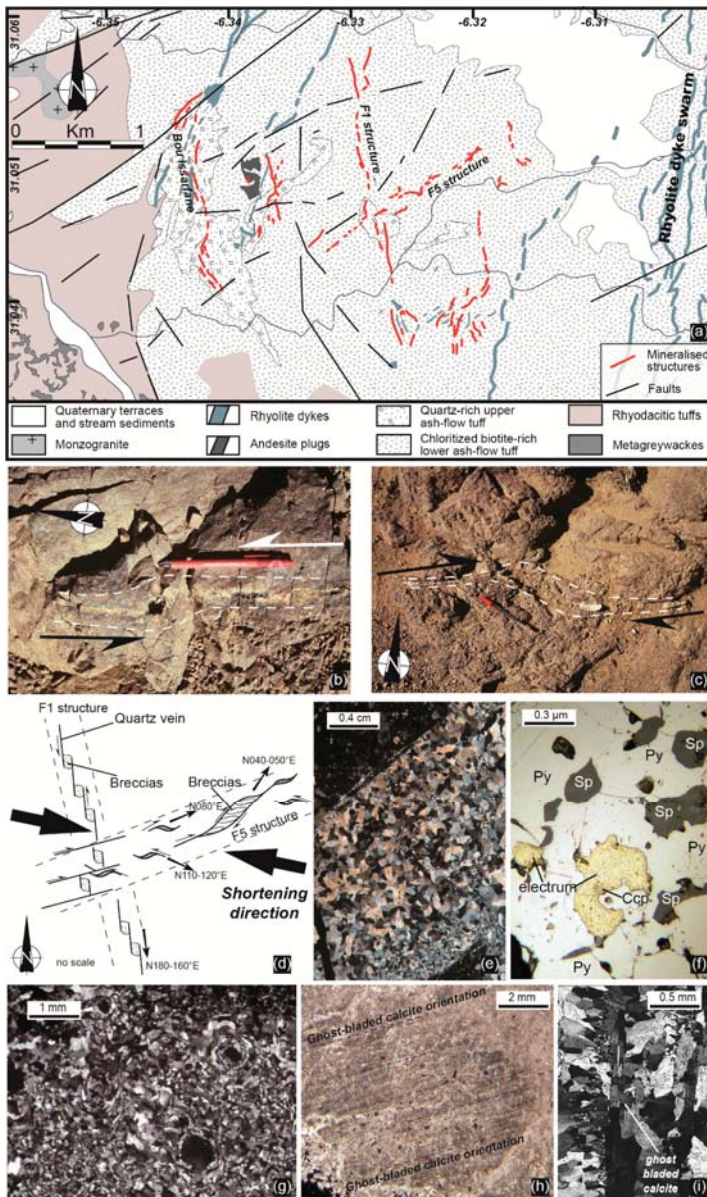 -6.35
-6.34
-6.33
-6.32
-6.31
31.06
31.05
31.04
N
0 Km 1
Bou Issarfane
F1 structure
F5 structure
Rhyolite dyke swarm
(a)
Mineralised
structures
Faults
Quaternary terraces
and stream sediments
Rhyolite dykes
Quartz-rich upper
ash-flow tuff
Rhyodacitic tuffs
Monzogranite
Andesite plugs
Chloritized biotite-rich
lower ash-flow tuff
Metagreywackes
N
(b)
N
(c)
F1 structure
Quartz vein
Breccias
Breccias
N040-050°E
N080°E
F5 structure
N110-120°E
Shortening
direction
N
no scale
N180-160°E
(d)
0.4 cm
(e)
0.3 µm
Py
Sp
Py
Sp
Py
electrum
Ccp
Sp
Py
Py
(f)
1 mm
(g)
2 mm
Ghost-bladed calcite orientation
Ghost-bladed calcite orientation
(h)
0.5 mm
ghost
bladed
calcite
(i)